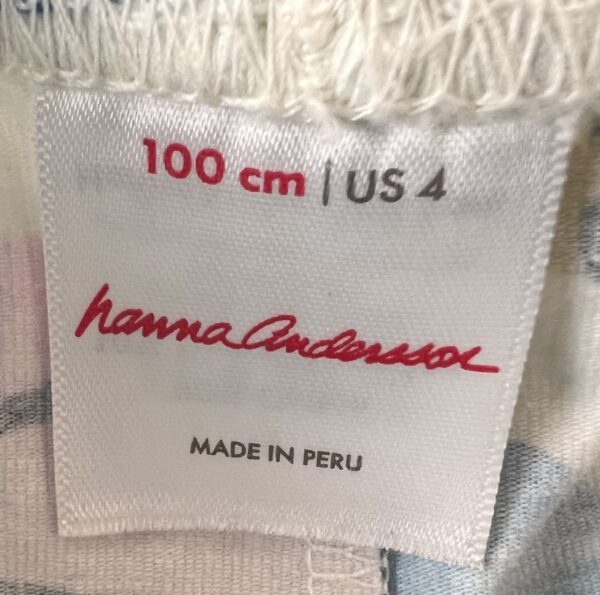 100 cm | US 4
hanna Andersson
MADE IN PERU